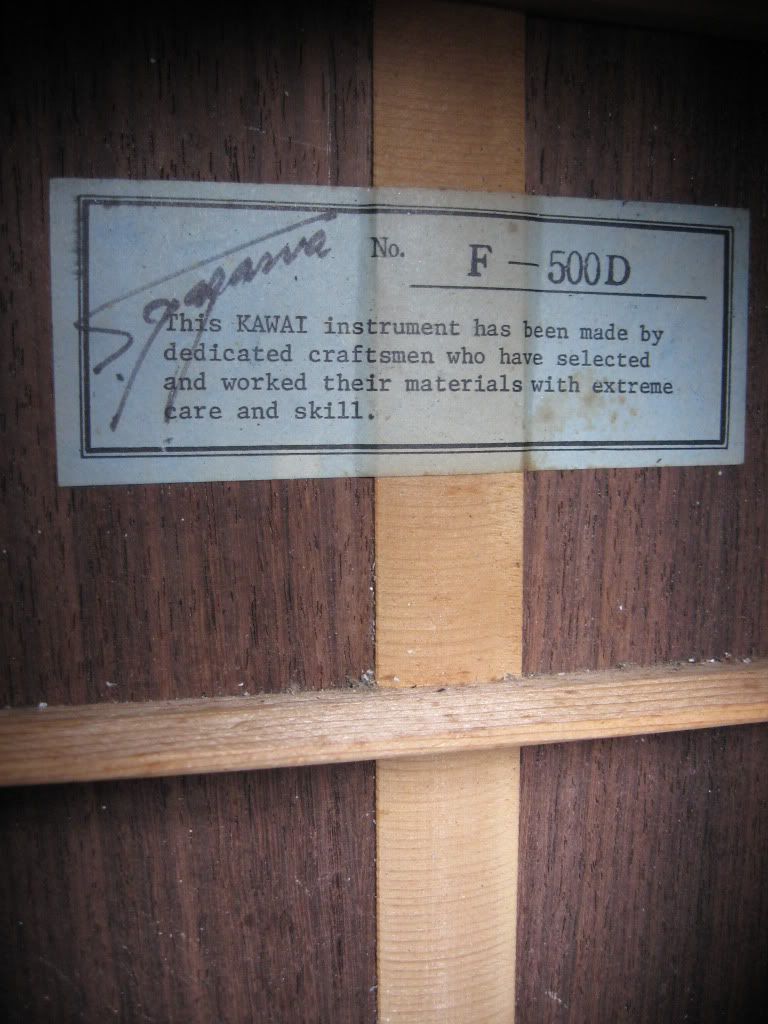 No. F-500D
This KAWAI instrument has been made by
dedicated craftsmen who have selected
and worked their materials with extreme
care and skill.